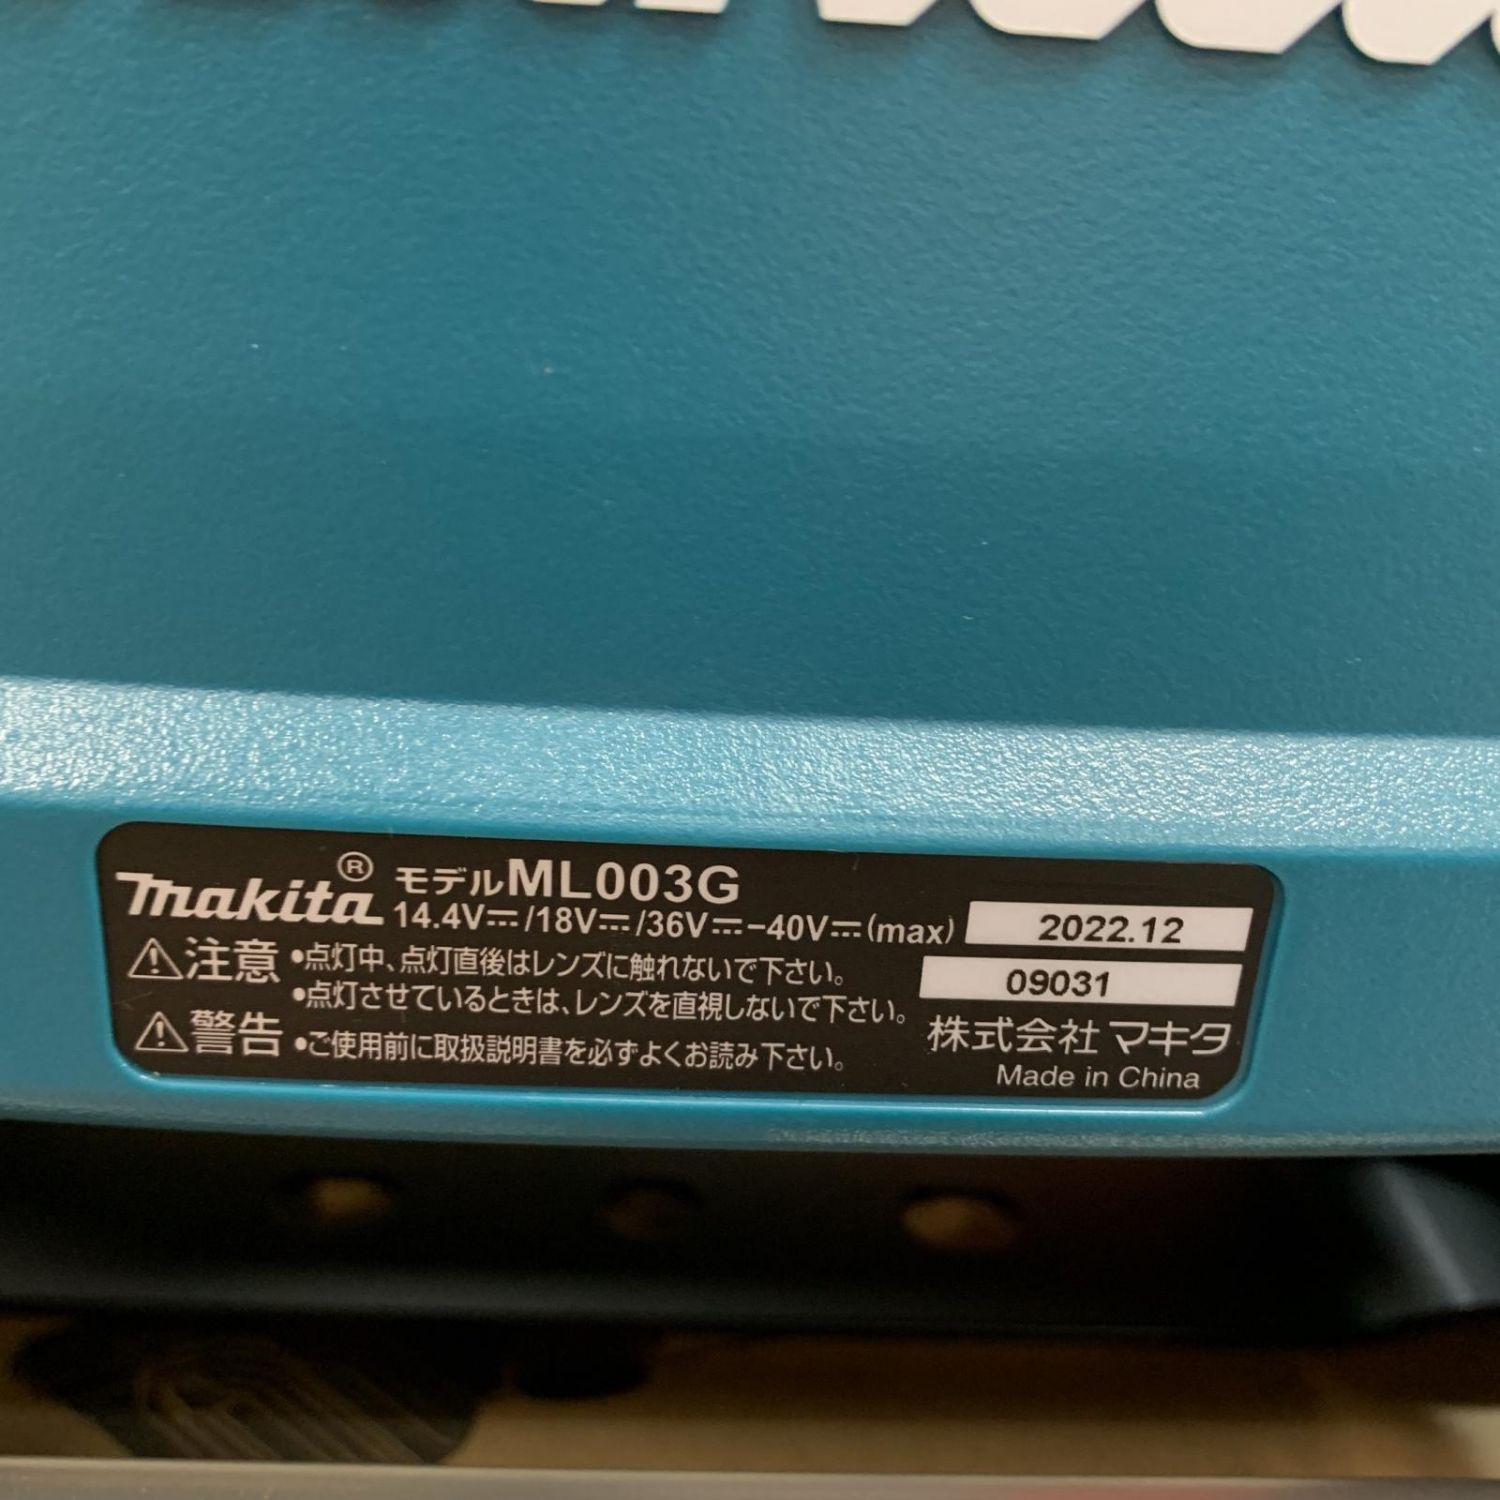 makita® モデルML003G
14.4V⎓/18V⎓/36V⎓-40V⎓(max)
2022.12
09031
⚠注意 •点灯中、点灯直後はレンズに触れないで下さい。
•点灯させているときは、レンズを直視しないで下さい。
⚠警告 •ご使用前に取扱説明書を必ずよくお読み下さい。
株式会社 マキタ
Made in China